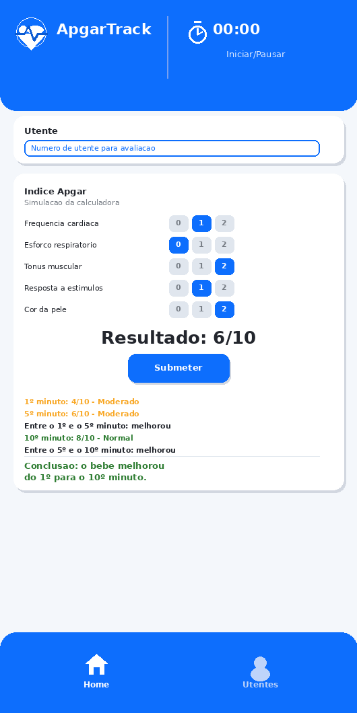 ApgarTrack
00:00
Iniciar/Pausar
Utente
Numero de utente para avaliacao
Indice Apgar
Simulacao da calculadora
Frequencia cardiaca 0 1 2
Esforco respiratorio 0 1 2
Tonus muscular 0 1 2
Resposta a estimulos 0 1 2
Cor da pele 0 1 2
Resultado: 6/10
Submeter
1º minuto: 4/10 - Moderado
5º minuto: 6/10 - Moderado
Entre o 1º e o 5º minuto: melhorou
10º minuto: 8/10 - Normal
Entre o 5º e o 10º minuto: melhorou
Conclusao: o bebe melhorou
do 1º para o 10º minuto.
Home
Utentes